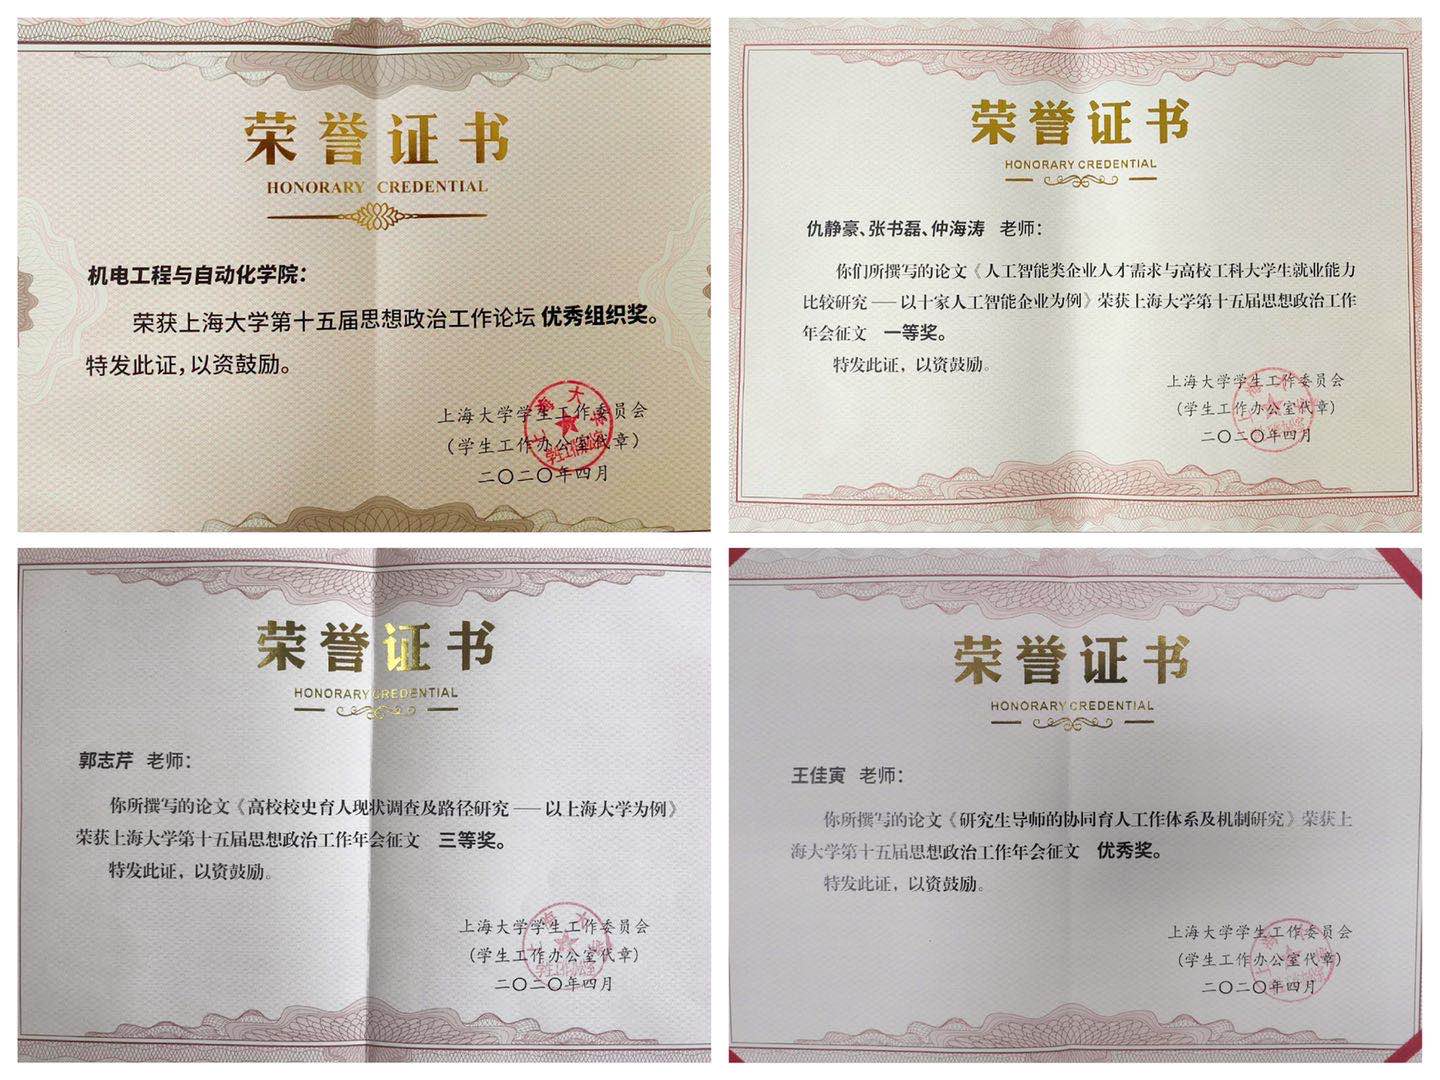 荣誉证书
HONORARY CREDENTIAL
机电工程与自动化学院：
荣获上海大学第十五届思想政治工作论坛 优秀组织奖。
特发此证，以资鼓励。
上海大学学生工作委员会
（学生工作办公室代章）
二〇二〇年四月
荣誉证书
HONORARY CREDENTIAL
仇静豪、张书磊、仲海涛 老师：
你们所撰写的论文《人工智能类企业人才需求与高校工科大学生就业能力
比较研究——以十家人工智能企业为例》荣获上海大学第十五届思想政治工作
年会征文 一等奖。
特发此证，以资鼓励。
上海大学学生工作委员会
（学生工作办公室代章）
二〇二〇年四月
荣誉证书
HONORARY CREDENTIAL
郭志芹 老师：
你所撰写的论文《高校校史育人现状调查及路径研究——以上海大学为例》
荣获上海大学第十五届思想政治工作年会征文 三等奖。
特发此证，以资鼓励。
上海大学学生工作委员会
（学生工作办公室代章）
二〇二〇年四月
荣誉证书
HONORARY CREDENTIAL
王佳寅 老师：
你所撰写的论文《研究生导师的协同育人工作体系及机制研究》荣获上
海大学第十五届思想政治工作年会征文 优秀奖。
特发此证，以资鼓励。
上海大学学生工作委员会
（学生工作办公室代章）
二〇二〇年四月